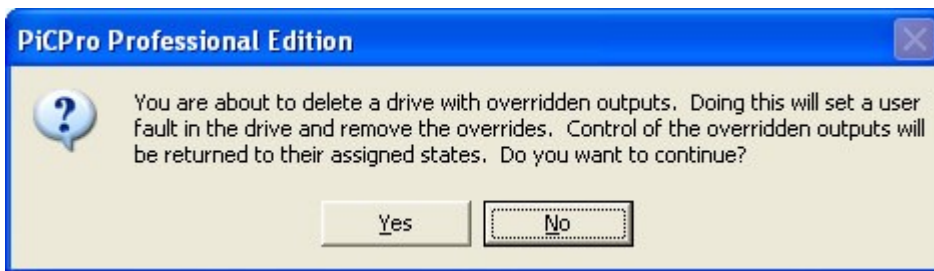 PiCPro Professional Edition
You are about to delete a drive with overridden outputs. Doing this will set a user
fault in the drive and remove the overrides. Control of the overridden outputs will
be returned to their assigned states. Do you want to continue?
Yes
No